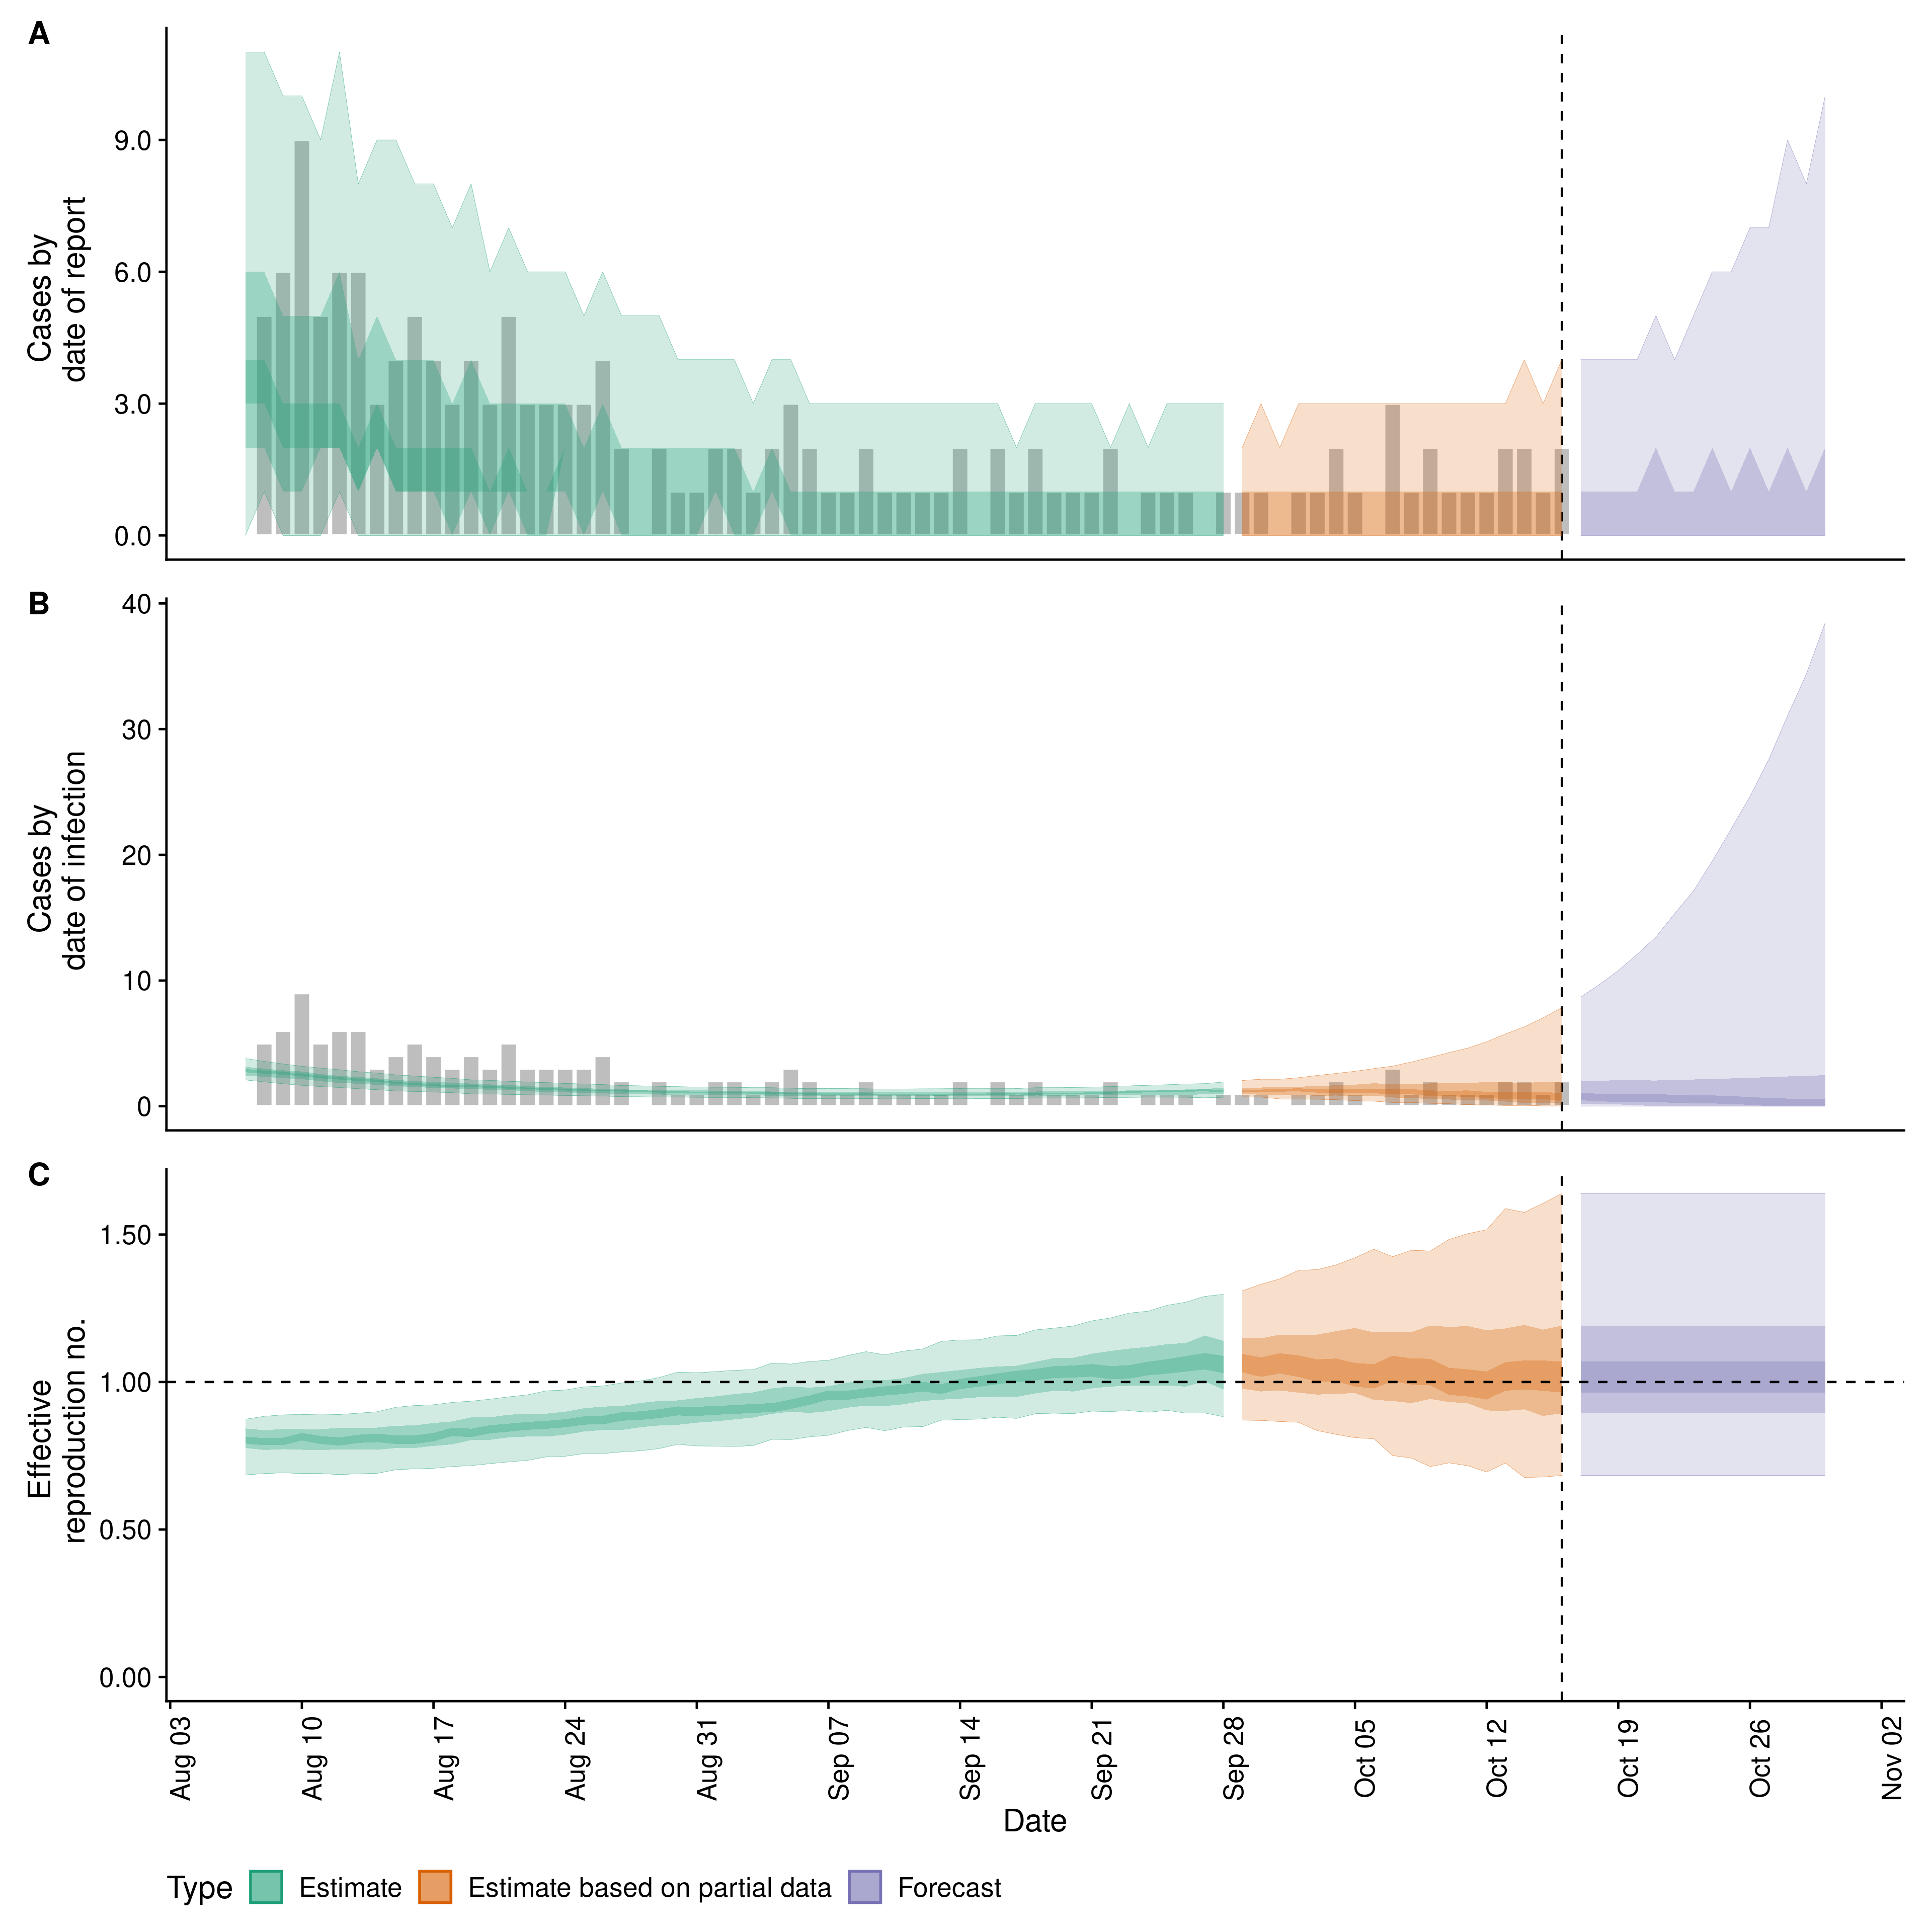 A
Cases by
date of report
9.0
6.0
3.0
0.0
B
Cases by
date of infection
40
30
20
10
0
C
Effective
reproduction no.
1.50
1.00
0.50
0.00
Aug 03
Aug 10
Aug 17
Aug 24
Aug 31
Sep 07
Sep 14
Sep 21
Sep 28
Oct 05
Oct 12
Oct 19
Oct 26
Nov 02
Date
Type Estimate Estimate based on partial data Forecast